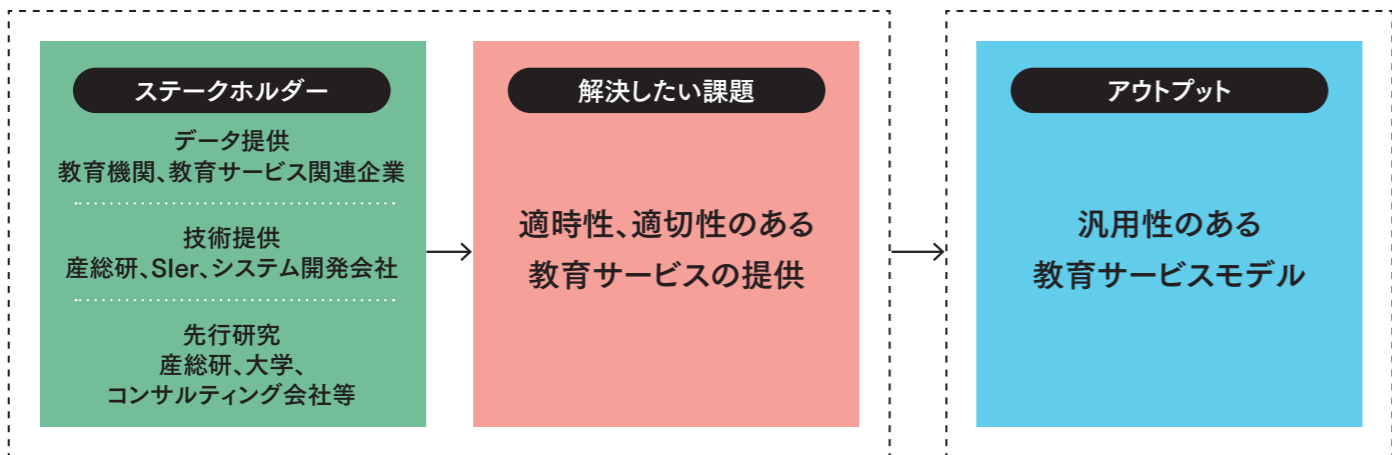 ステークホルダー
データ提供
教育機関、教育サービス関連企業
技術提供
産総研、SIer、システム開発会社
先行研究
産総研、大学、
コンサルティング会社等
解決したい課題
適時性、適切性のある
教育サービスの提供
アウトプット
汎用性のある
教育サービスモデル